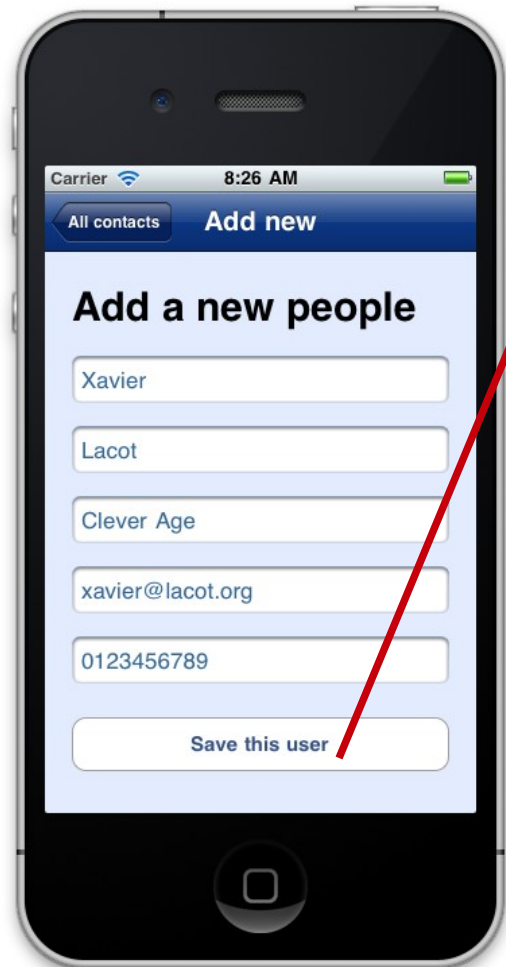 Carrier 8:26 AM
All contacts Add new
Add a new people
Xavier
Lacot
Clever Age
xavier@lacot.org
0123456789
Save this user